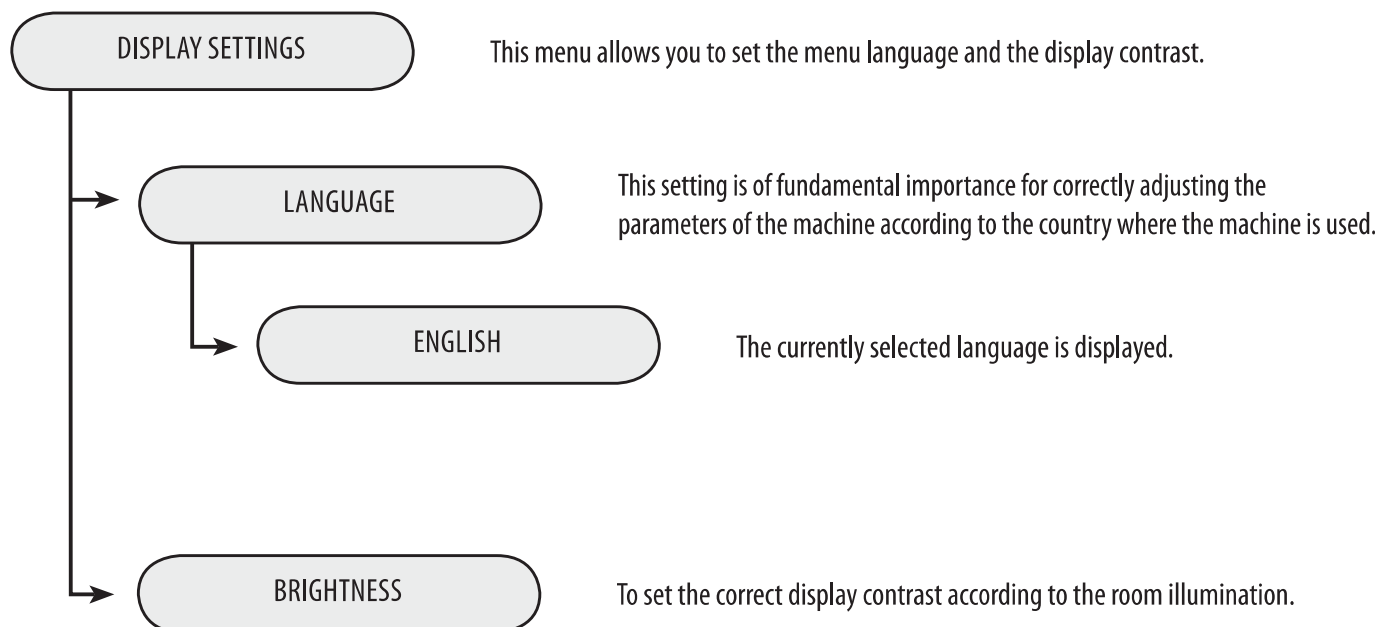 DISPLAY SETTINGS
This menu allows you to set the menu language and the display contrast.
LANGUAGE
This setting is of fundamental importance for correctly adjusting the
parameters of the machine according to the country where the machine is used.
ENGLISH
The currently selected language is displayed.
BRIGHTNESS
To set the correct display contrast according to the room illumination.